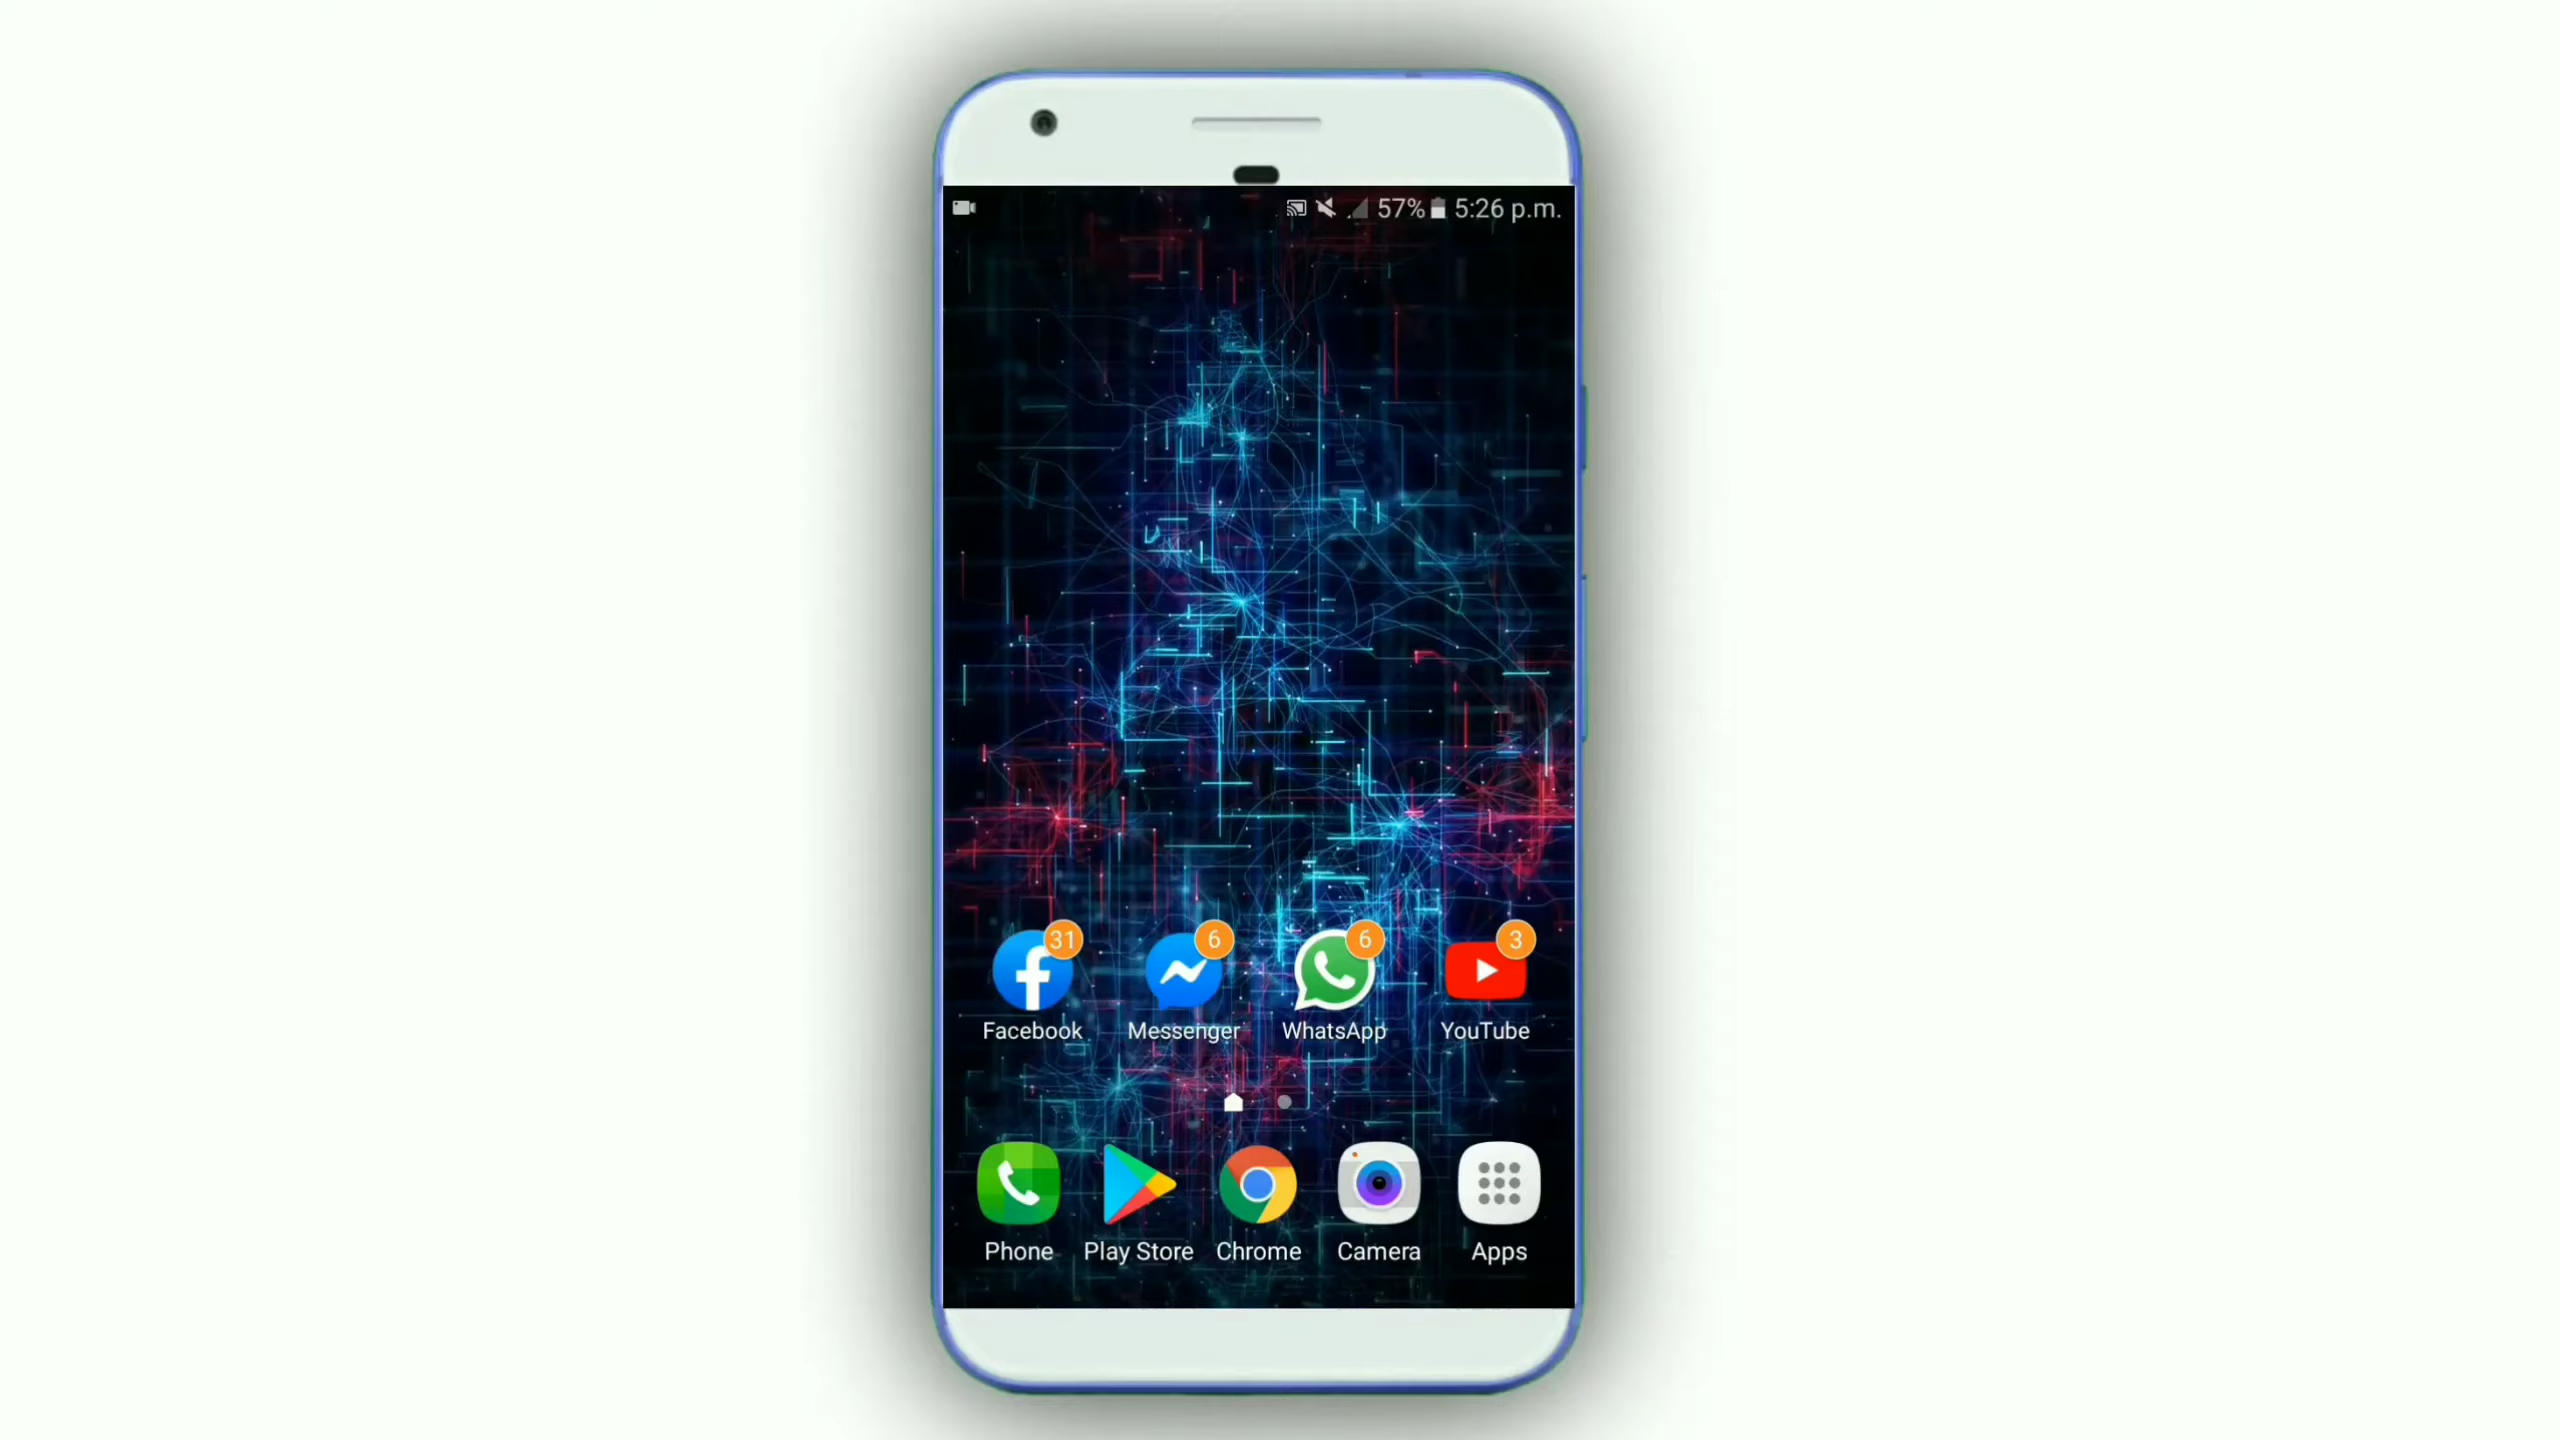 57% 5:26 p.m.
31 6 6 3
Facebook Messenger WhatsApp YouTube
Phone Play Store Chrome Camera Apps